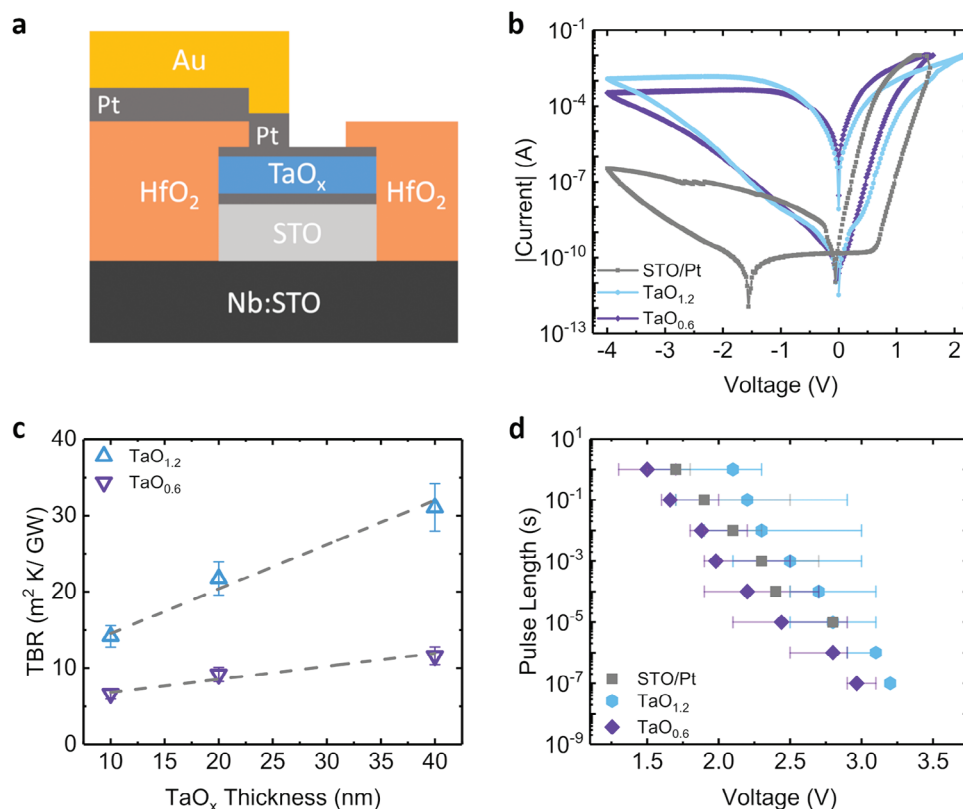 a
Au
Pt
Pt
TaOₓ
HfO₂
HfO₂
STO
Nb:STO
b
10⁻¹
10⁻⁴
10⁻⁷
10⁻¹⁰
10⁻¹³
|Current| (A)
STO/Pt
TaO₁.₂
TaO₀.₆
-4 -3 -2 -1 0 1 2
Voltage (V)
c
40
30
20
10
0
TBR (m² K/ GW)
TaO₁.₂
TaO₀.₆
10 15 20 25 30 35 40
TaOₓ Thickness (nm)
d
10¹
10⁻¹
10⁻³
10⁻⁵
10⁻⁷
10⁻⁹
Pulse Length (s)
STO/Pt
TaO₁.₂
TaO₀.₆
1.5 2.0 2.5 3.0 3.5
Voltage (V)